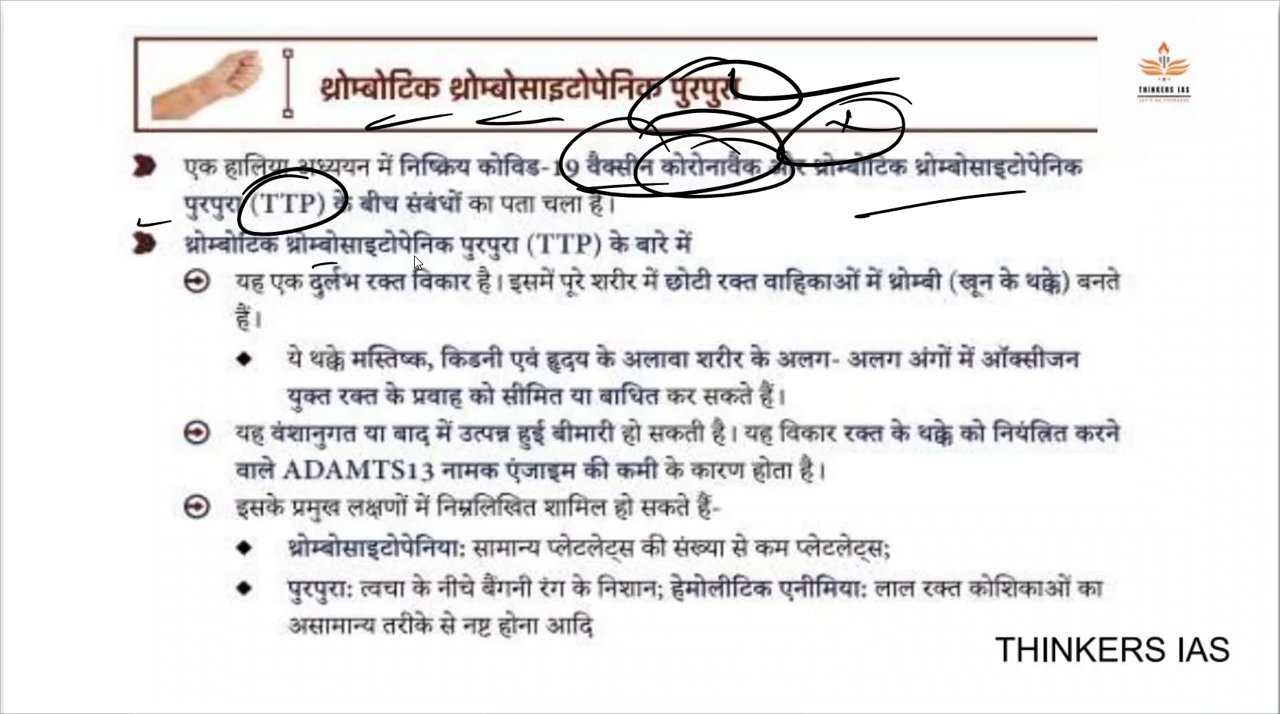 थ्रोम्बोटिक थ्रोम्बोसाइटोपेनिक पुरपुरा
THINKERS IAS
एक हालिया अध्ययन में निष्क्रिय कोविड-19 वैक्सीन कोरोनावैक और थ्रोम्बोटिक थ्रोम्बोसाइटोपेनिक
पुरपुरा (TTP) के बीच संबंधों का पता चला है।
थ्रोम्बोटिक थ्रोम्बोसाइटोपेनिक पुरपुरा (TTP) के बारे में
यह एक दुर्लभ रक्त विकार है। इसमें पूरे शरीर में छोटी रक्त वाहिकाओं में थ्रोम्बी (खून के थक्के) बनते
हैं।
ये थक्के मस्तिष्क, किडनी एवं हृदय के अलावा शरीर के अलग- अलग अंगों में ऑक्सीजन
युक्त रक्त के प्रवाह को सीमित या बाधित कर सकते हैं।
यह वंशानुगत या बाद में उत्पन्न हुई बीमारी हो सकती है। यह विकार रक्त के थक्के को नियंत्रित करने
वाले ADAMTS13 नामक एंजाइम की कमी के कारण होता है।
इसके प्रमुख लक्षणों में निम्नलिखित शामिल हो सकते हैं-
थ्रोम्बोसाइटोपेनिया: सामान्य प्लेटलेट्स की संख्या से कम प्लेटलेट्स;
पुरपुरा: त्वचा के नीचे बैंगनी रंग के निशान; हेमोलीटिक एनीमिया: लाल रक्त कोशिकाओं का
असामान्य तरीके से नष्ट होना आदि
THINKERS IAS